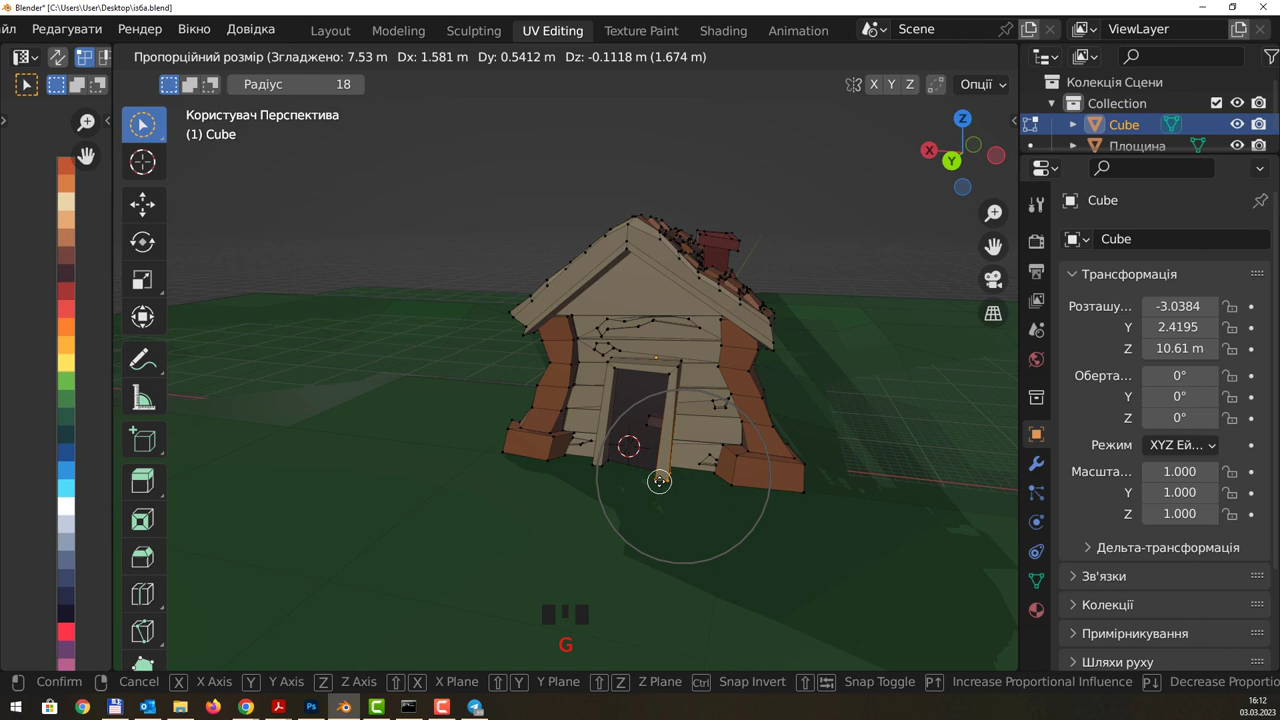 Blender* [C:\Users\User\Desktop\is6a.blend]
йл Редагувати Рендер Вікно Довідка Layout Modeling Sculpting UV Editing Texture Paint Shading Animation Scene ViewLayer
Пропорційний розмір (Згладжено: 7.53 m Dx: 1.581 m Dy: 0.5412 m Dz: -0.1118 m (1.674 m)
Радіус 18 X Y Z Опції
Користувач Перспектива
(1) Cube
Z
X
Y
G
Колекція Сцени
Collection
Cube
Площина
Cube
Cube
Трансформація
Розташу... -3.0384
Y 2.4195
Z 10.61 m
Оберта... 0°
Y 0°
Z 0°
Режим XYZ Ей...
Масшта... 1.000
Y 1.000
Z 1.000
Дельта-трансформація
Зв'язки
Колекції
Примірникування
Шляхи руху
Confirm Cancel X X Axis Y Y Axis Z Z Axis X X Plane Y Y Plane Z Z Plane Ctrl Snap Invert Snap Toggle P↑ Increase Proportional Influence P↓ Decrease Proportio
16:12
03.03.2023